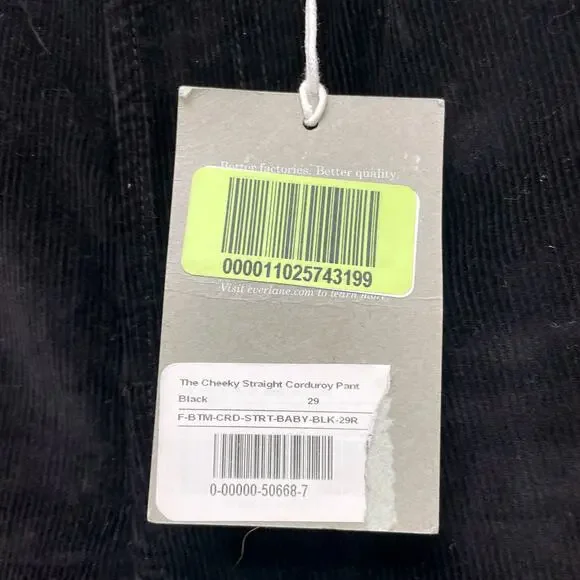 Better factories. Better quality.
000011025743199
Visit everlane.com to learn more.
The Cheeky Straight Corduroy Pant
Black 29
F-BTM-CRD-STRT-BABY-BLK-29R
0-00000-50668-7